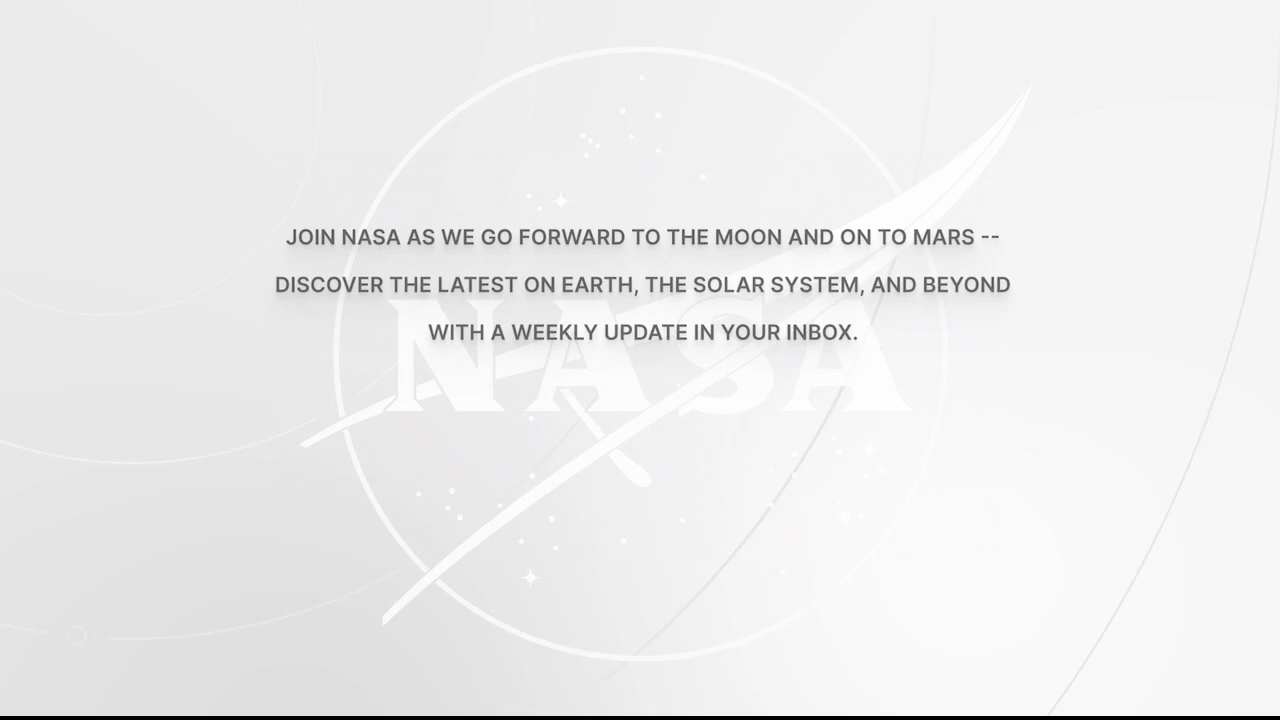 JOIN NASA AS WE GO FORWARD TO THE MOON AND ON TO MARS --
DISCOVER THE LATEST ON EARTH, THE SOLAR SYSTEM, AND BEYOND
WITH A WEEKLY UPDATE IN YOUR INBOX.
NASA